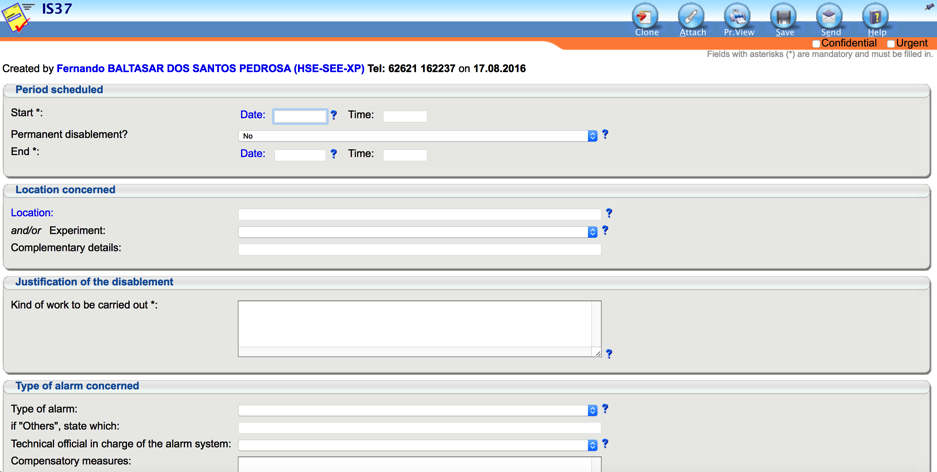 IS37
Clone Attach Pr.View Save Send Help
Confidential Urgent
Fields with asterisks (*) are mandatory and must be filled in.
Created by Fernando BALTASAR DOS SANTOS PEDROSA (HSE-SEE-XP) Tel: 62621 162237 on 17.08.2016
Period scheduled
Start *: Date: ? Time:
Permanent disablement? No ?
End *: Date: ? Time:
Location concerned
Location: ?
and/or Experiment: ?
Complementary details:
Justification of the disablement
Kind of work to be carried out *:
?
Type of alarm concerned
Type of alarm: ?
if "Others", state which:
Technical official in charge of the alarm system: ?
Compensatory measures: